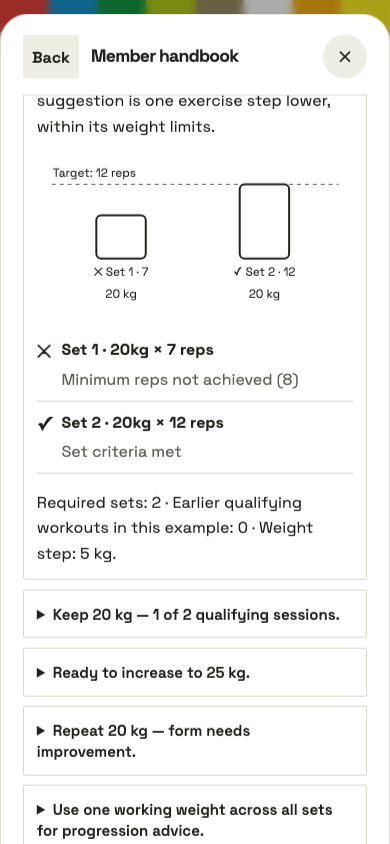 Back
Member handbook
×
suggestion is one exercise step lower,
within its weight limits.
Target: 12 reps
✕ Set 1 · 7
20 kg
✓ Set 2 · 12
20 kg
✕ Set 1 · 20kg × 7 reps
Minimum reps not achieved (8)
✓ Set 2 · 20kg × 12 reps
Set criteria met
Required sets: 2 · Earlier qualifying
workouts in this example: 0 · Weight
step: 5 kg.
▶ Keep 20 kg — 1 of 2 qualifying sessions.
▶ Ready to increase to 25 kg.
▶ Repeat 20 kg — form needs
improvement.
▶ Use one working weight across all sets
for progression advice.